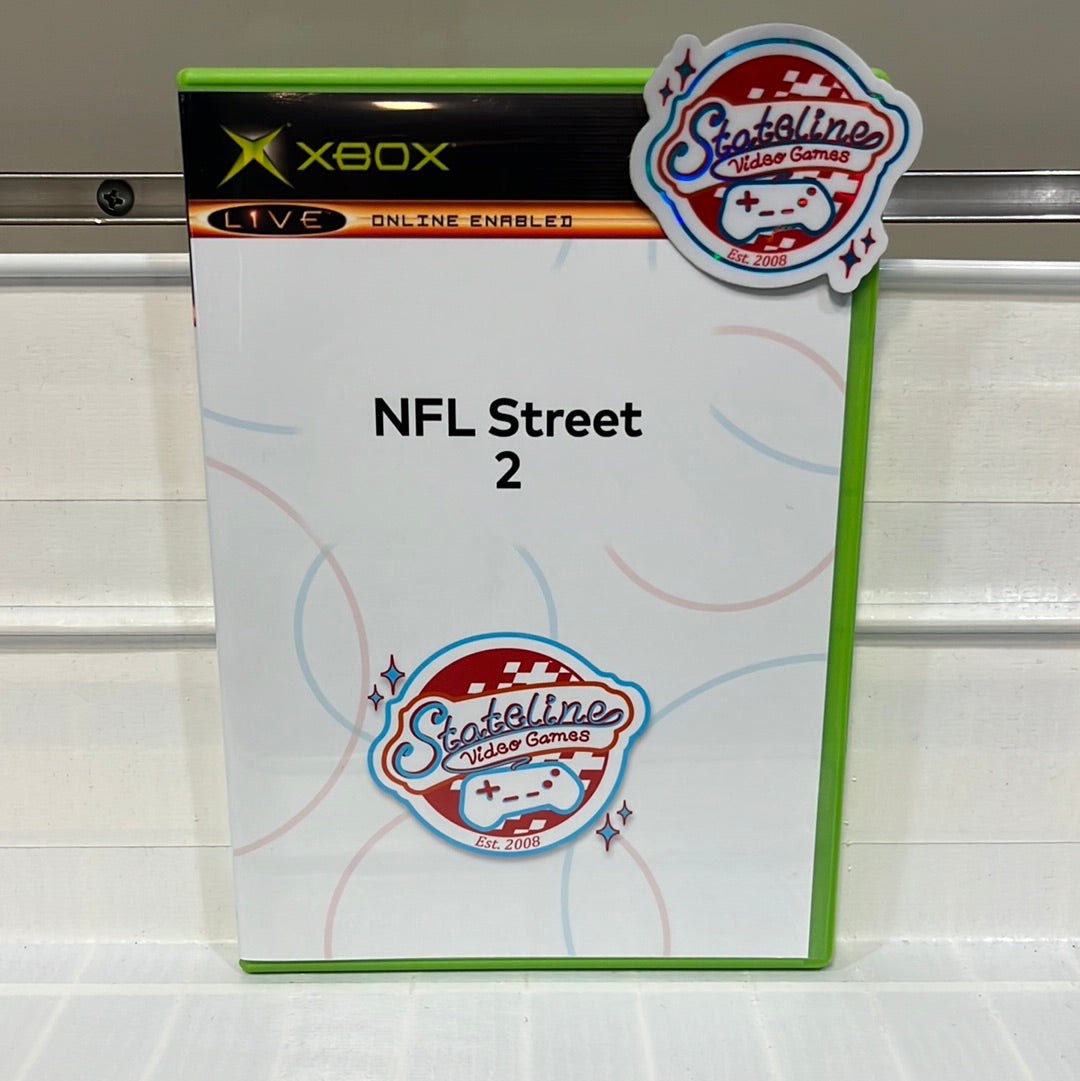 XBOX
LIVE ONLINE ENABLED
Stateline
Video Games
Est. 2008
NFL Street
2
Stateline
Video Games
Est. 2008